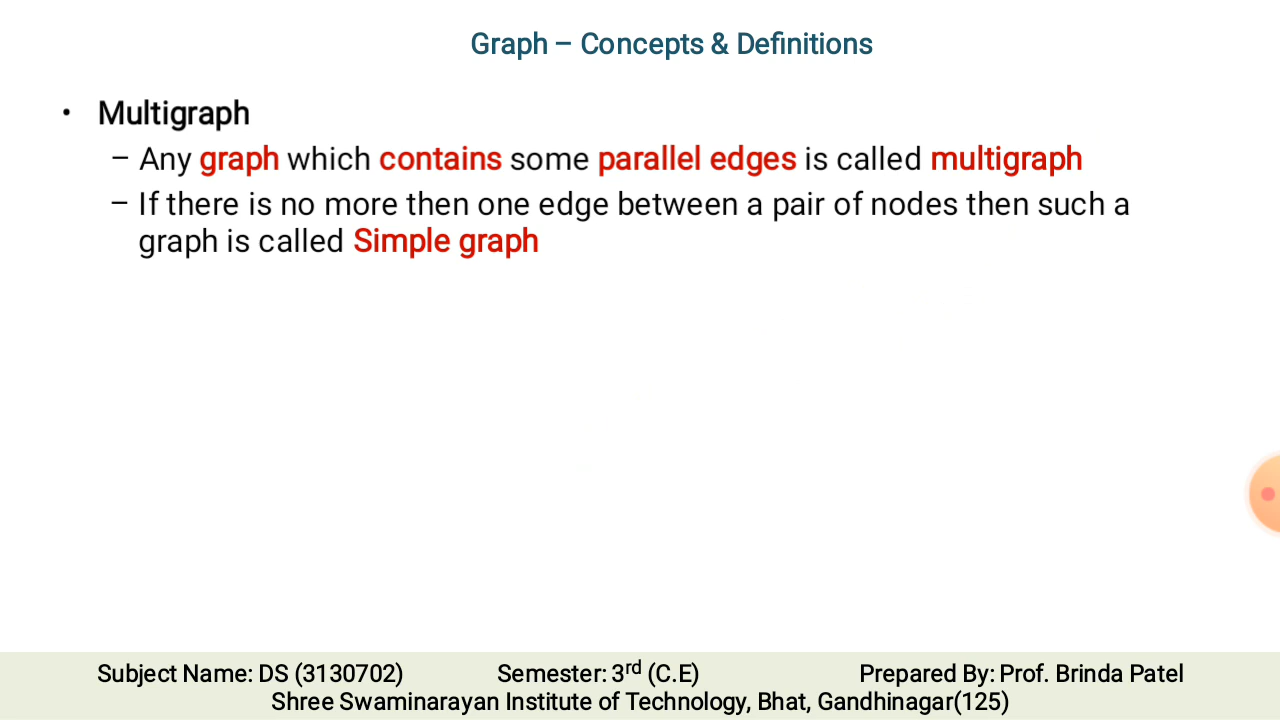 Graph – Concepts & Definitions
• Multigraph
– Any graph which contains some parallel edges is called multigraph
– If there is no more then one edge between a pair of nodes then such a
graph is called Simple graph
Subject Name: DS (3130702) Semester: 3rd (C.E) Prepared By: Prof. Brinda Patel
Shree Swaminarayan Institute of Technology, Bhat, Gandhinagar(125)